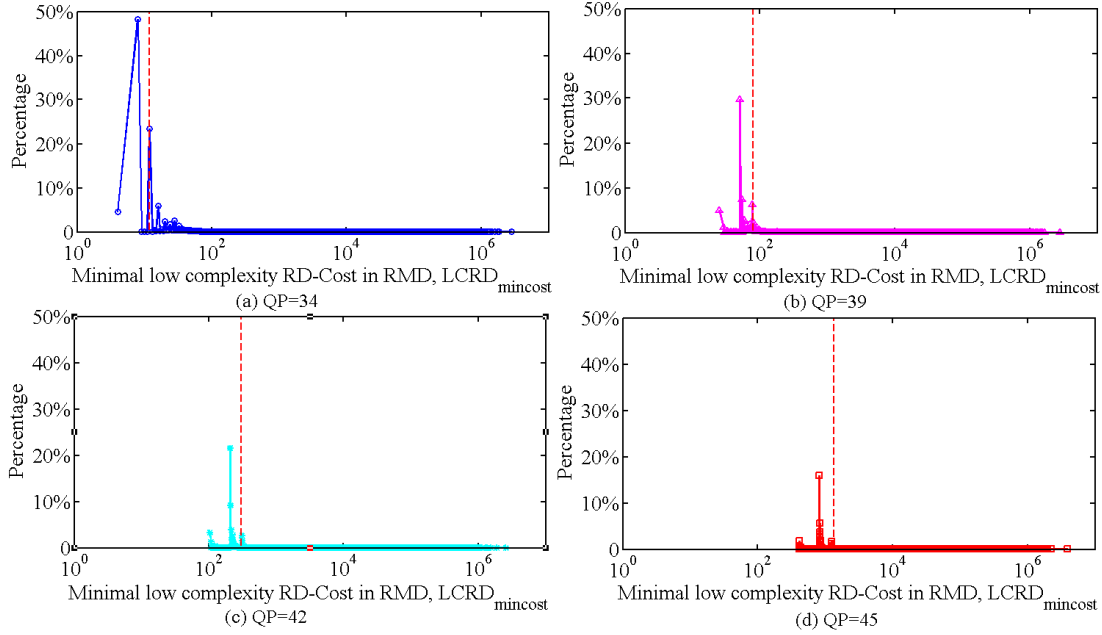 50%
40%
30%
20%
10%
0
Percentage
10^0 10^2 10^4 10^6
Minimal low complexity RD-Cost in RMD, LCRD_mincost
(a) QP=34
50%
40%
30%
20%
10%
0
Percentage
10^0 10^2 10^4 10^6
Minimal low complexity RD-Cost in RMD, LCRD_mincost
(b) QP=39
50%
40%
30%
20%
10%
0
Percentage
10^0 10^2 10^4 10^6
Minimal low complexity RD-Cost in RMD, LCRD_mincost
(c) QP=42
50%
40%
30%
20%
10%
0
Percentage
10^0 10^2 10^4 10^6
Minimal low complexity RD-Cost in RMD, LCRD_mincost
(d) QP=45